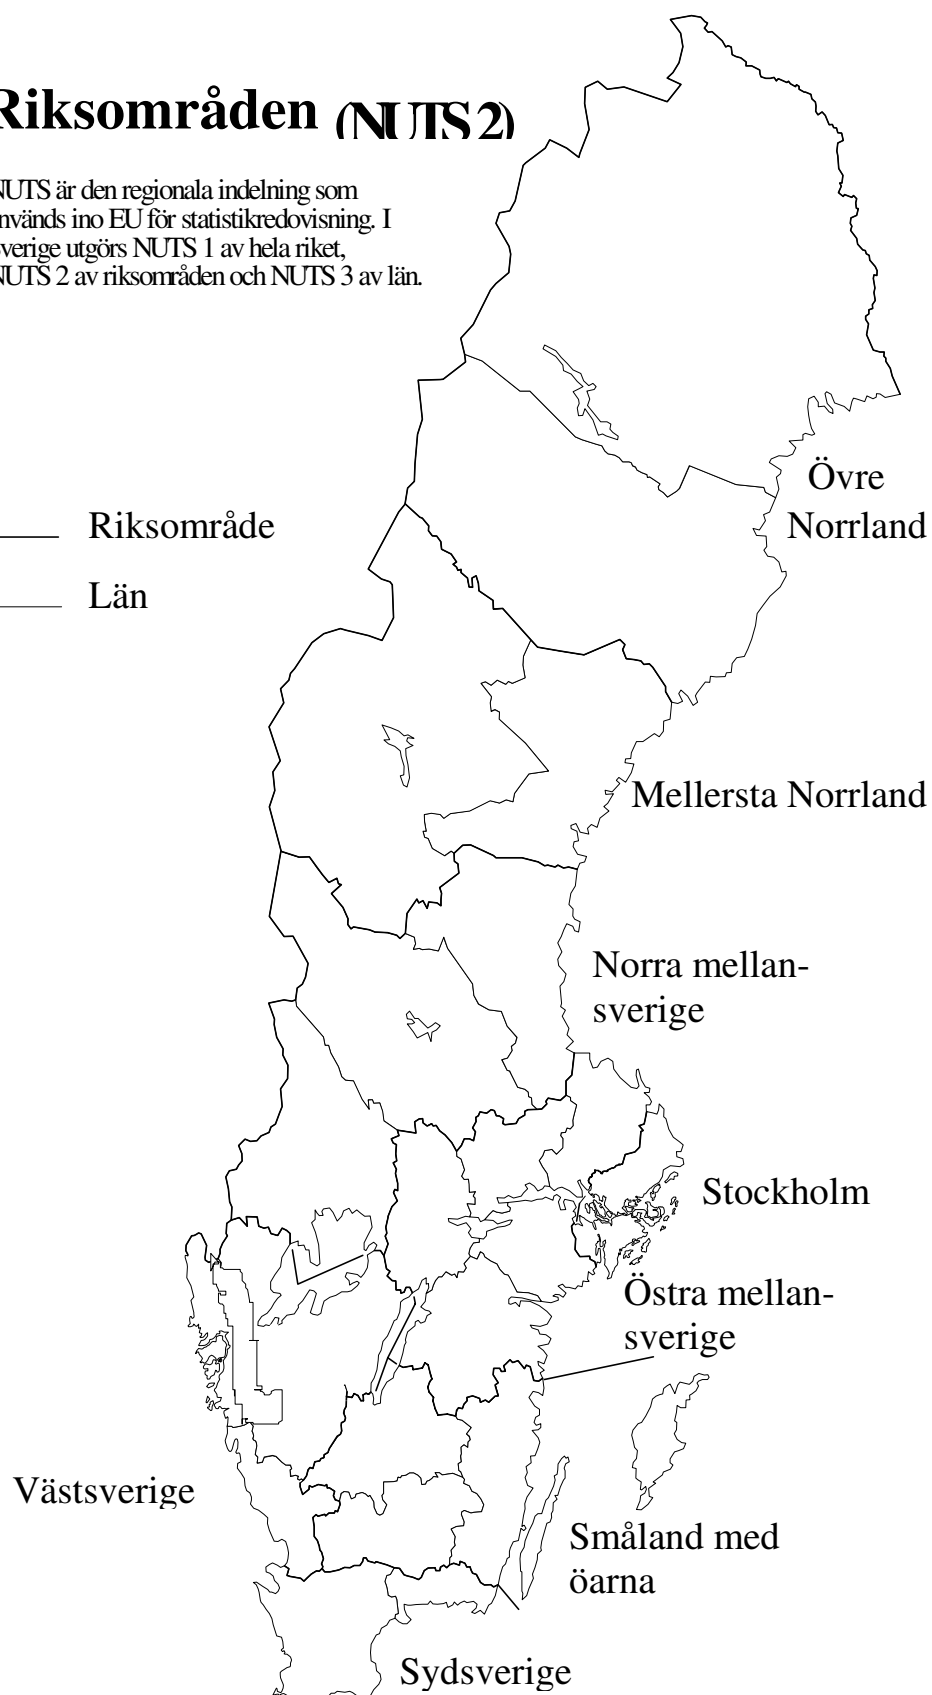 Riksområden (NUTS 2)
NUTS är den regionala indelning som
nvänds ino EU för statistikredovisning. I
verige utgörs NUTS 1 av hela riket,
NUTS 2 av riksområden och NUTS 3 av län.
Övre
Norrland
Riksområde
Län
Mellersta Norrland
Norra mellan-
sverige
Stockholm
Östra mellan-
sverige
Västsverige
Småland med
öarna
Sydsverige